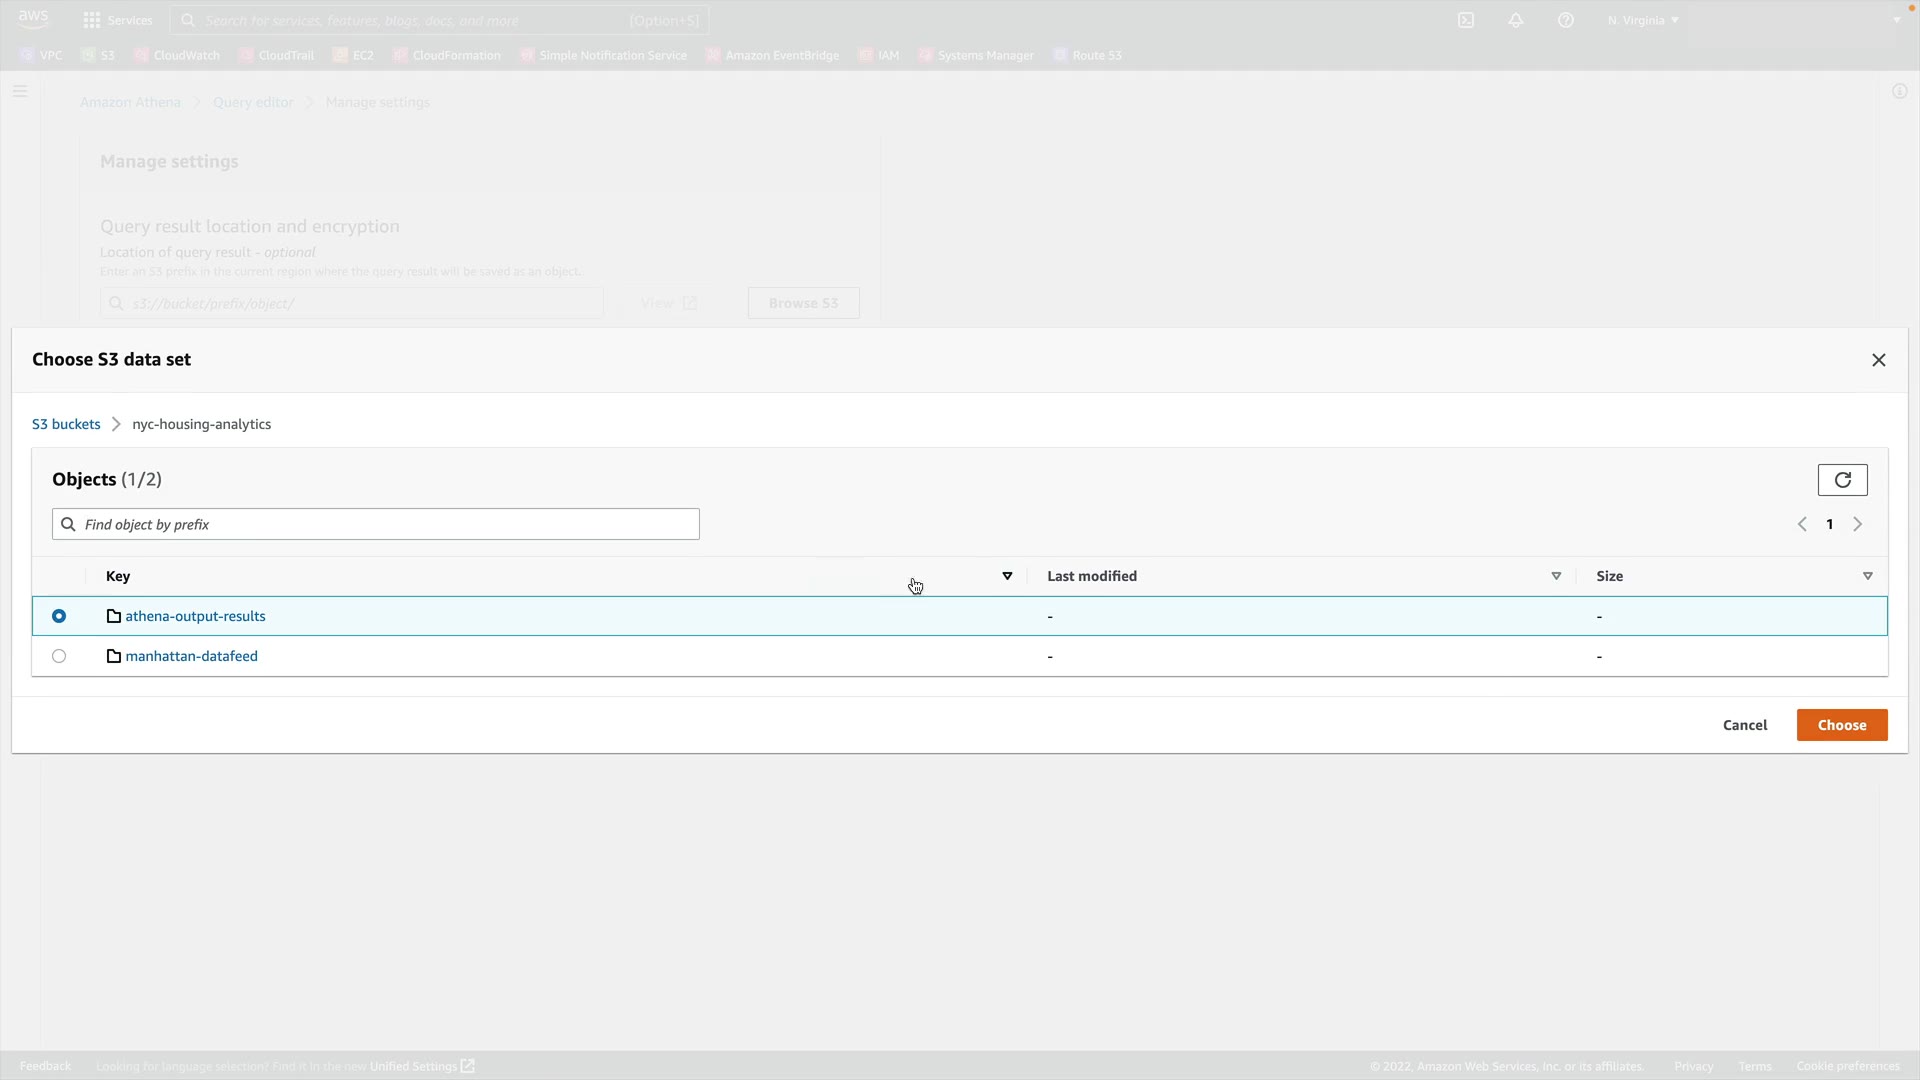 aws
Services
Search for services, features, blogs, docs, and more
[Option+S]
N. Virginia
VPC
S3
CloudWatch
CloudTrail
EC2
CloudFormation
Simple Notification Service
Amazon EventBridge
IAM
Systems Manager
Route 53
Amazon Athena
Query editor
Manage settings
Manage settings
Query result location and encryption
Location of query result - optional
Enter an S3 prefix in the current region where the query result will be saved as an object.
s3://bucket/prefix/object/
View
Browse S3
Choose S3 data set
S3 buckets
nyc-housing-analytics
Objects (1/2)
Find object by prefix
1
Key
Last modified
Size
athena-output-results
-
-
manhattan-datafeed
-
-
Cancel
Choose
Feedback
Looking for language selection? Find it in the new Unified Settings
© 2022, Amazon Web Services, Inc. or its affiliates.
Privacy
Terms
Cookie preferences